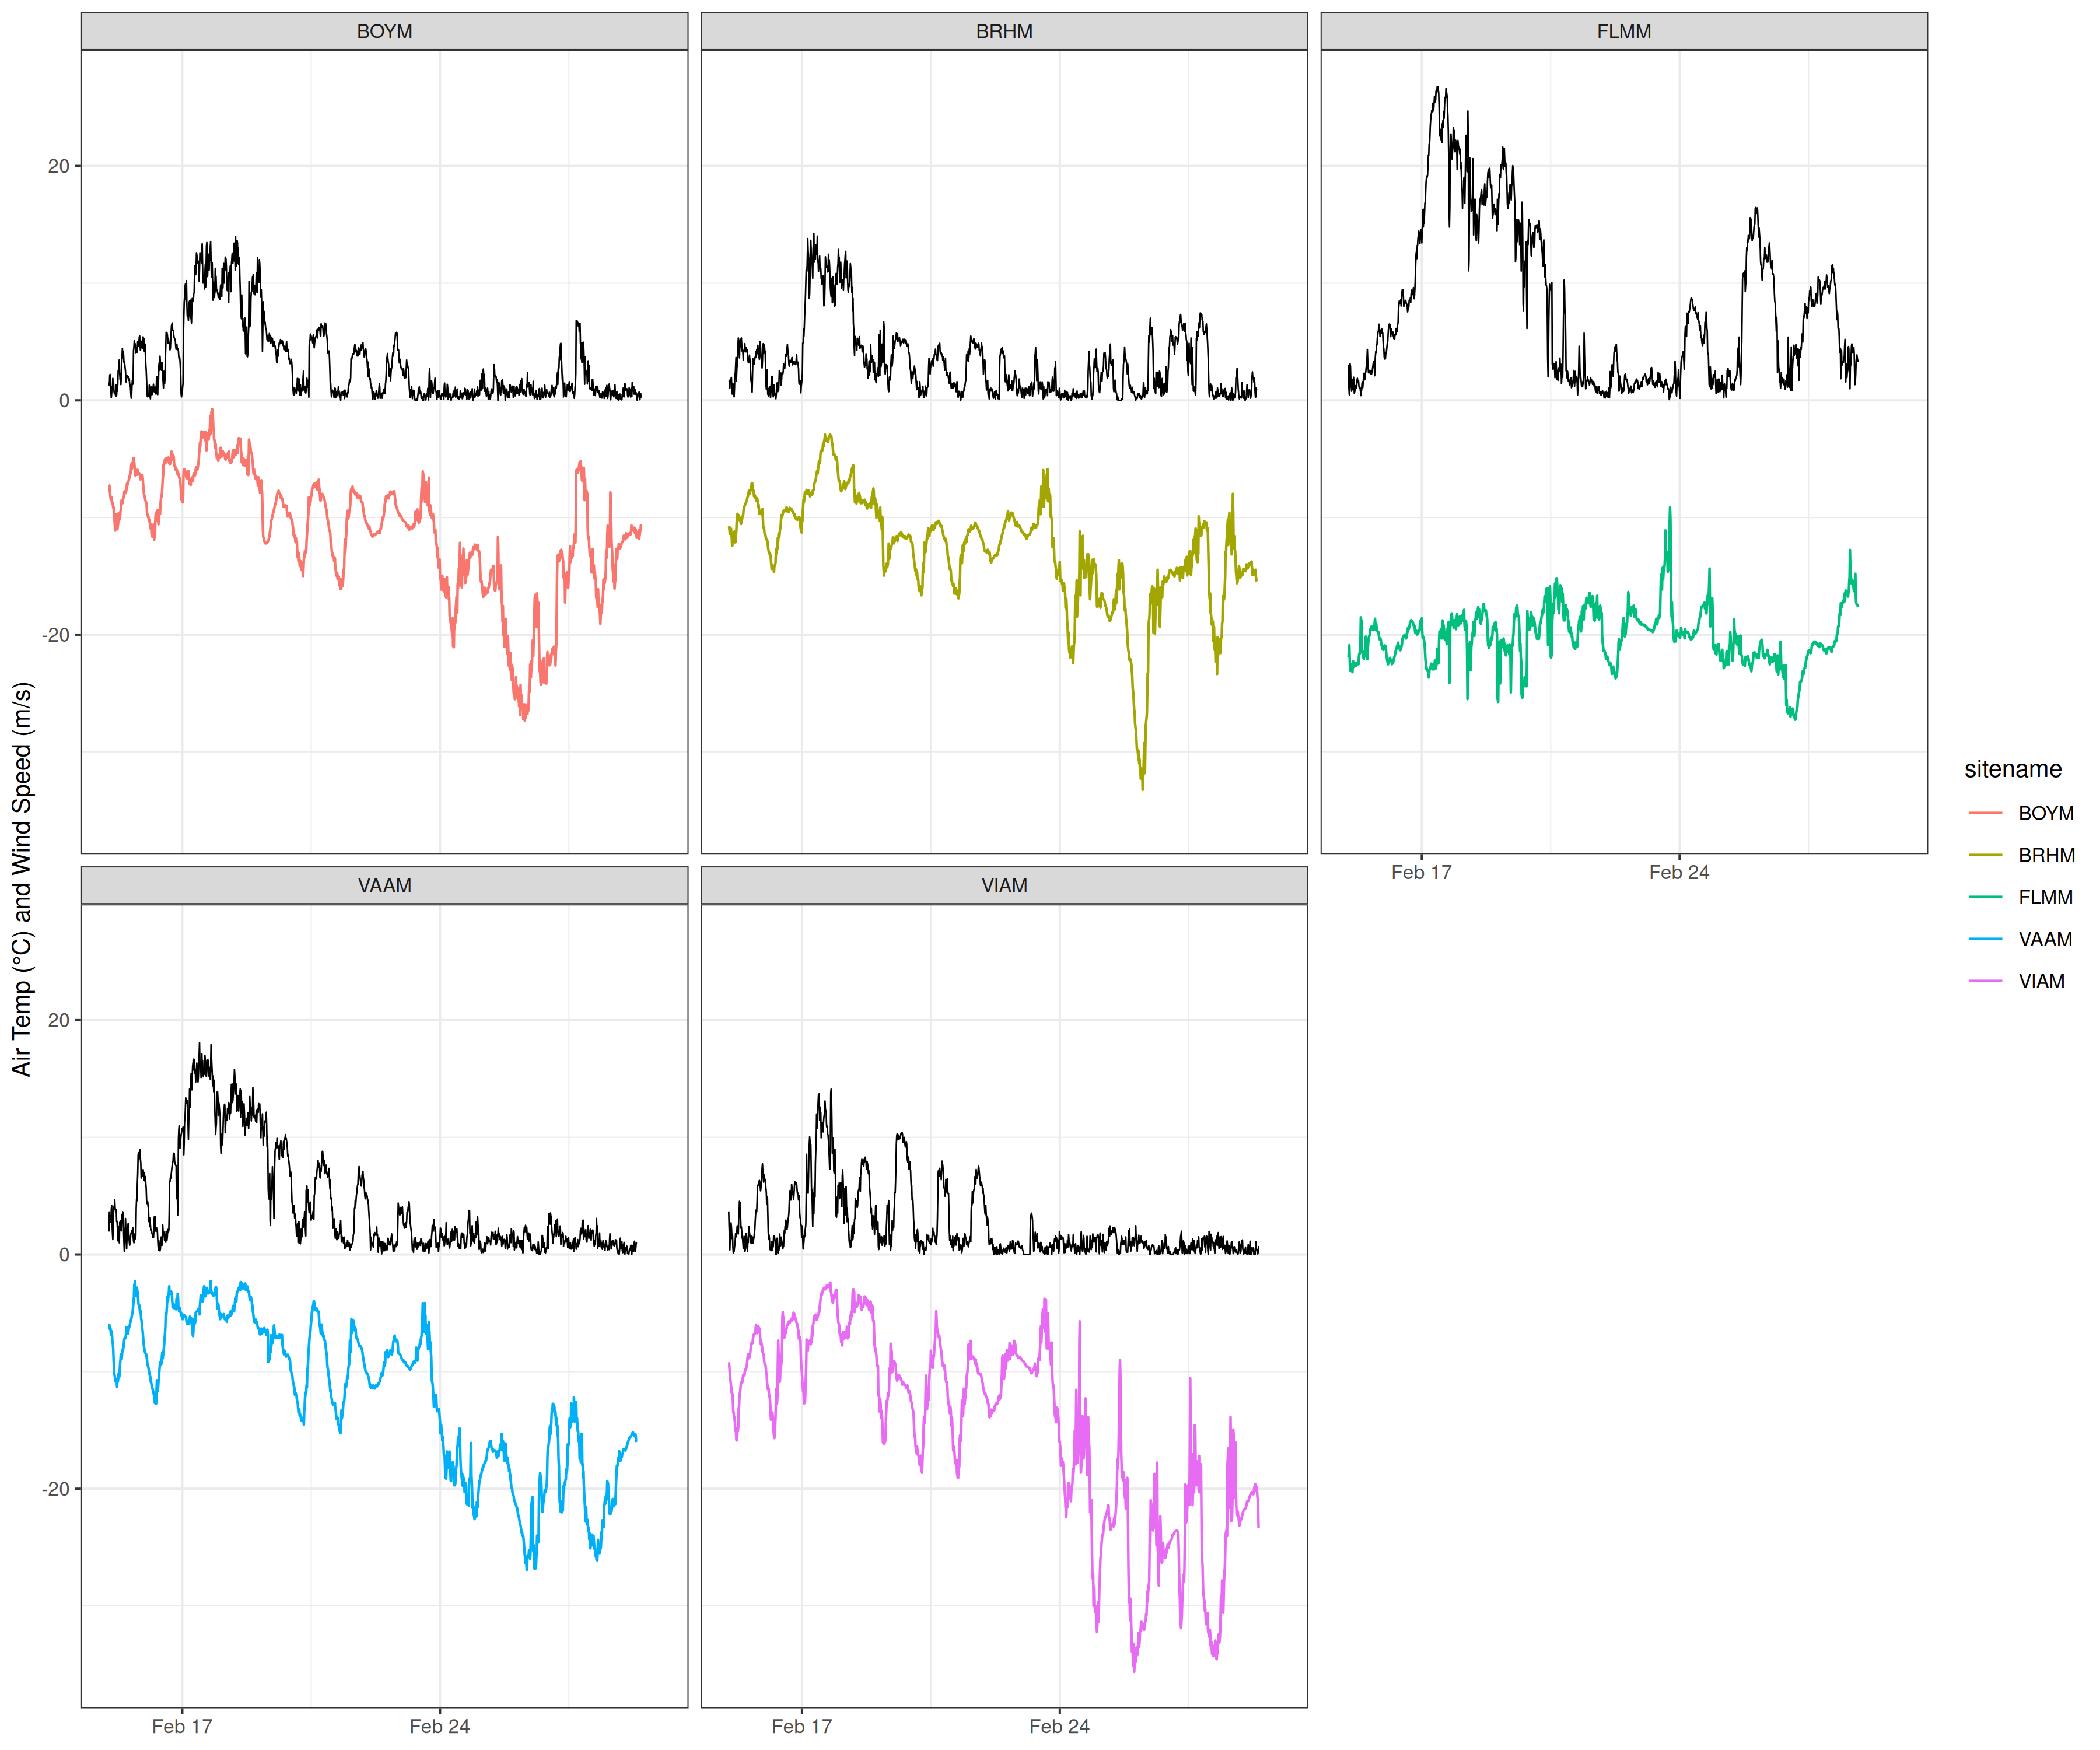 BOYM
BRHM
FLMM
20
0
-20
Feb 17
Feb 24
VAAM
VIAM
20
0
-20
Feb 17
Feb 24
Feb 17
Feb 24
Air Temp (°C) and Wind Speed (m/s)
sitename
BOYM
BRHM
FLMM
VAAM
VIAM